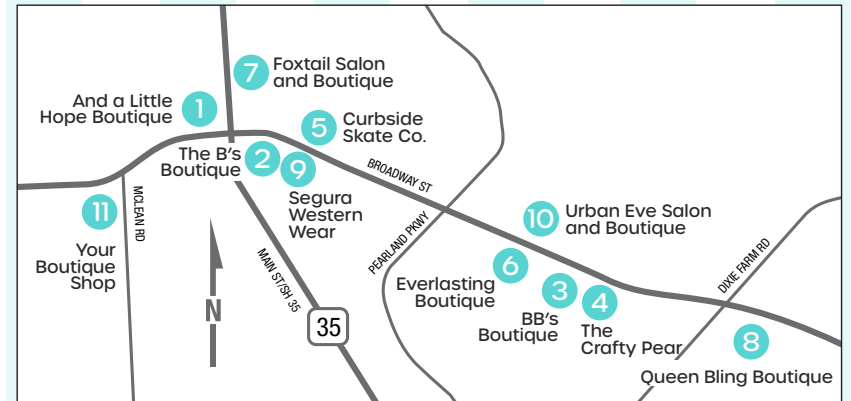 7
Foxtail Salon
and Boutique
And a Little
Hope Boutique
1
5
Curbside
Skate Co.
The B's
Boutique
2
9
Segura
Western
Wear
BROADWAY ST
MCLEAN RD
11
Your
Boutique
Shop
N
MAIN ST/SH 35
35
PEARLAND PKWY
10
Urban Eve Salon
and Boutique
6
Everlasting
Boutique
3
BB's
Boutique
4
The
Crafty Pear
DIXIE FARM RD
8
Queen Bling Boutique